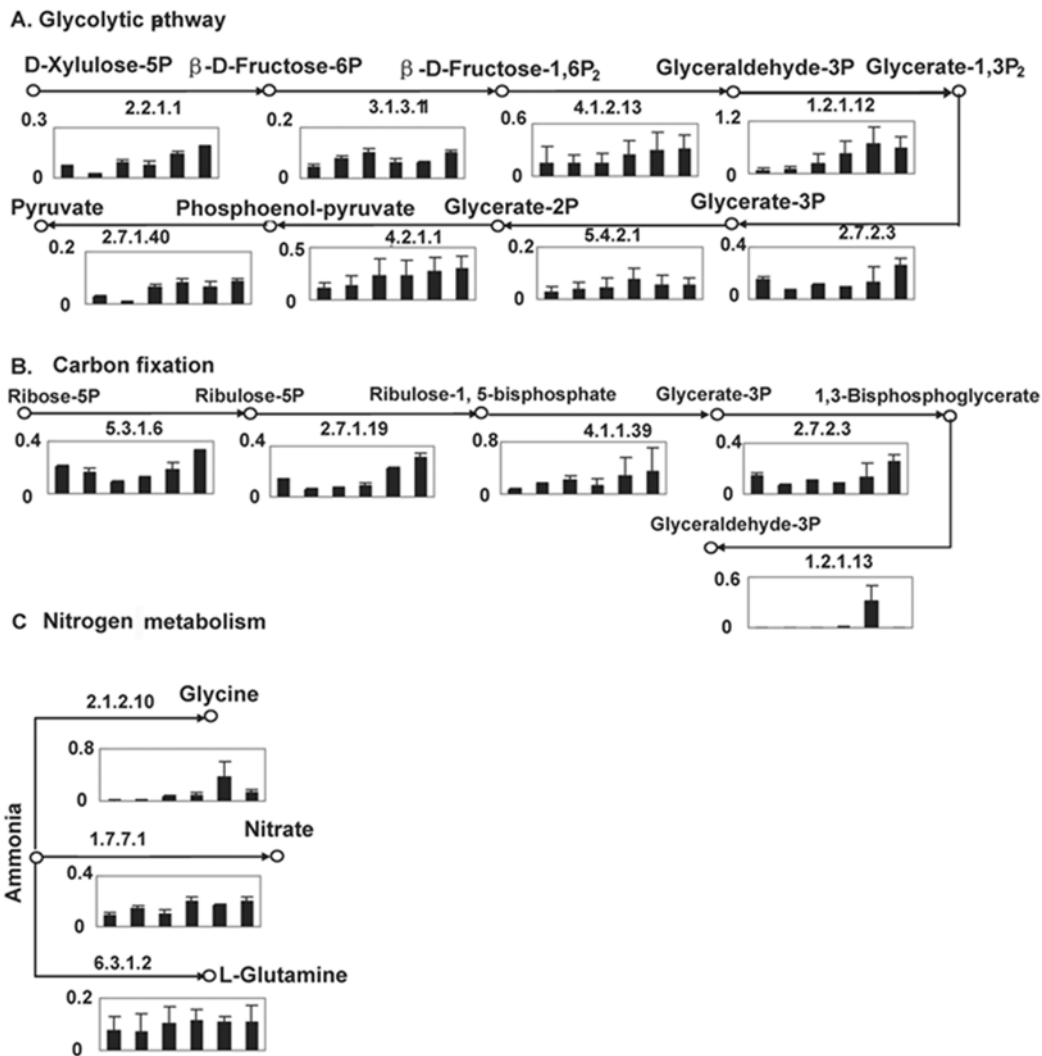 A. Glycolytic pthway
D-Xylulose-5P β-D-Fructose-6P β -D-Fructose-1,6P2 Glyceraldehyde-3P Glycerate-1,3P2
2.2.1.1 3.1.3.11 4.1.2.13 1.2.1.12
0.3 0.2 0.6 1.2
0 0 0 0
Pyruvate Phosphoenol-pyruvate Glycerate-2P Glycerate-3P
2.7.1.40 4.2.1.1 5.4.2.1 2.7.2.3
0.2 0.5 0.2 0.4
0 0 0 0
B. Carbon fixation
Ribose-5P Ribulose-5P Ribulose-1, 5-bisphosphate Glycerate-3P 1,3-Bisphosphoglycerate
5.3.1.6 2.7.1.19 4.1.1.39 2.7.2.3
0.4 0.4 0.8 0.4
0 0 0 0
Glyceraldehyde-3P
1.2.1.13
0.6
0
C Nitrogen metabolism
2.1.2.10 Glycine
0.8
0
Ammonia
1.7.7.1 Nitrate
0.4
0
6.3.1.2 L-Glutamine
0.2
0